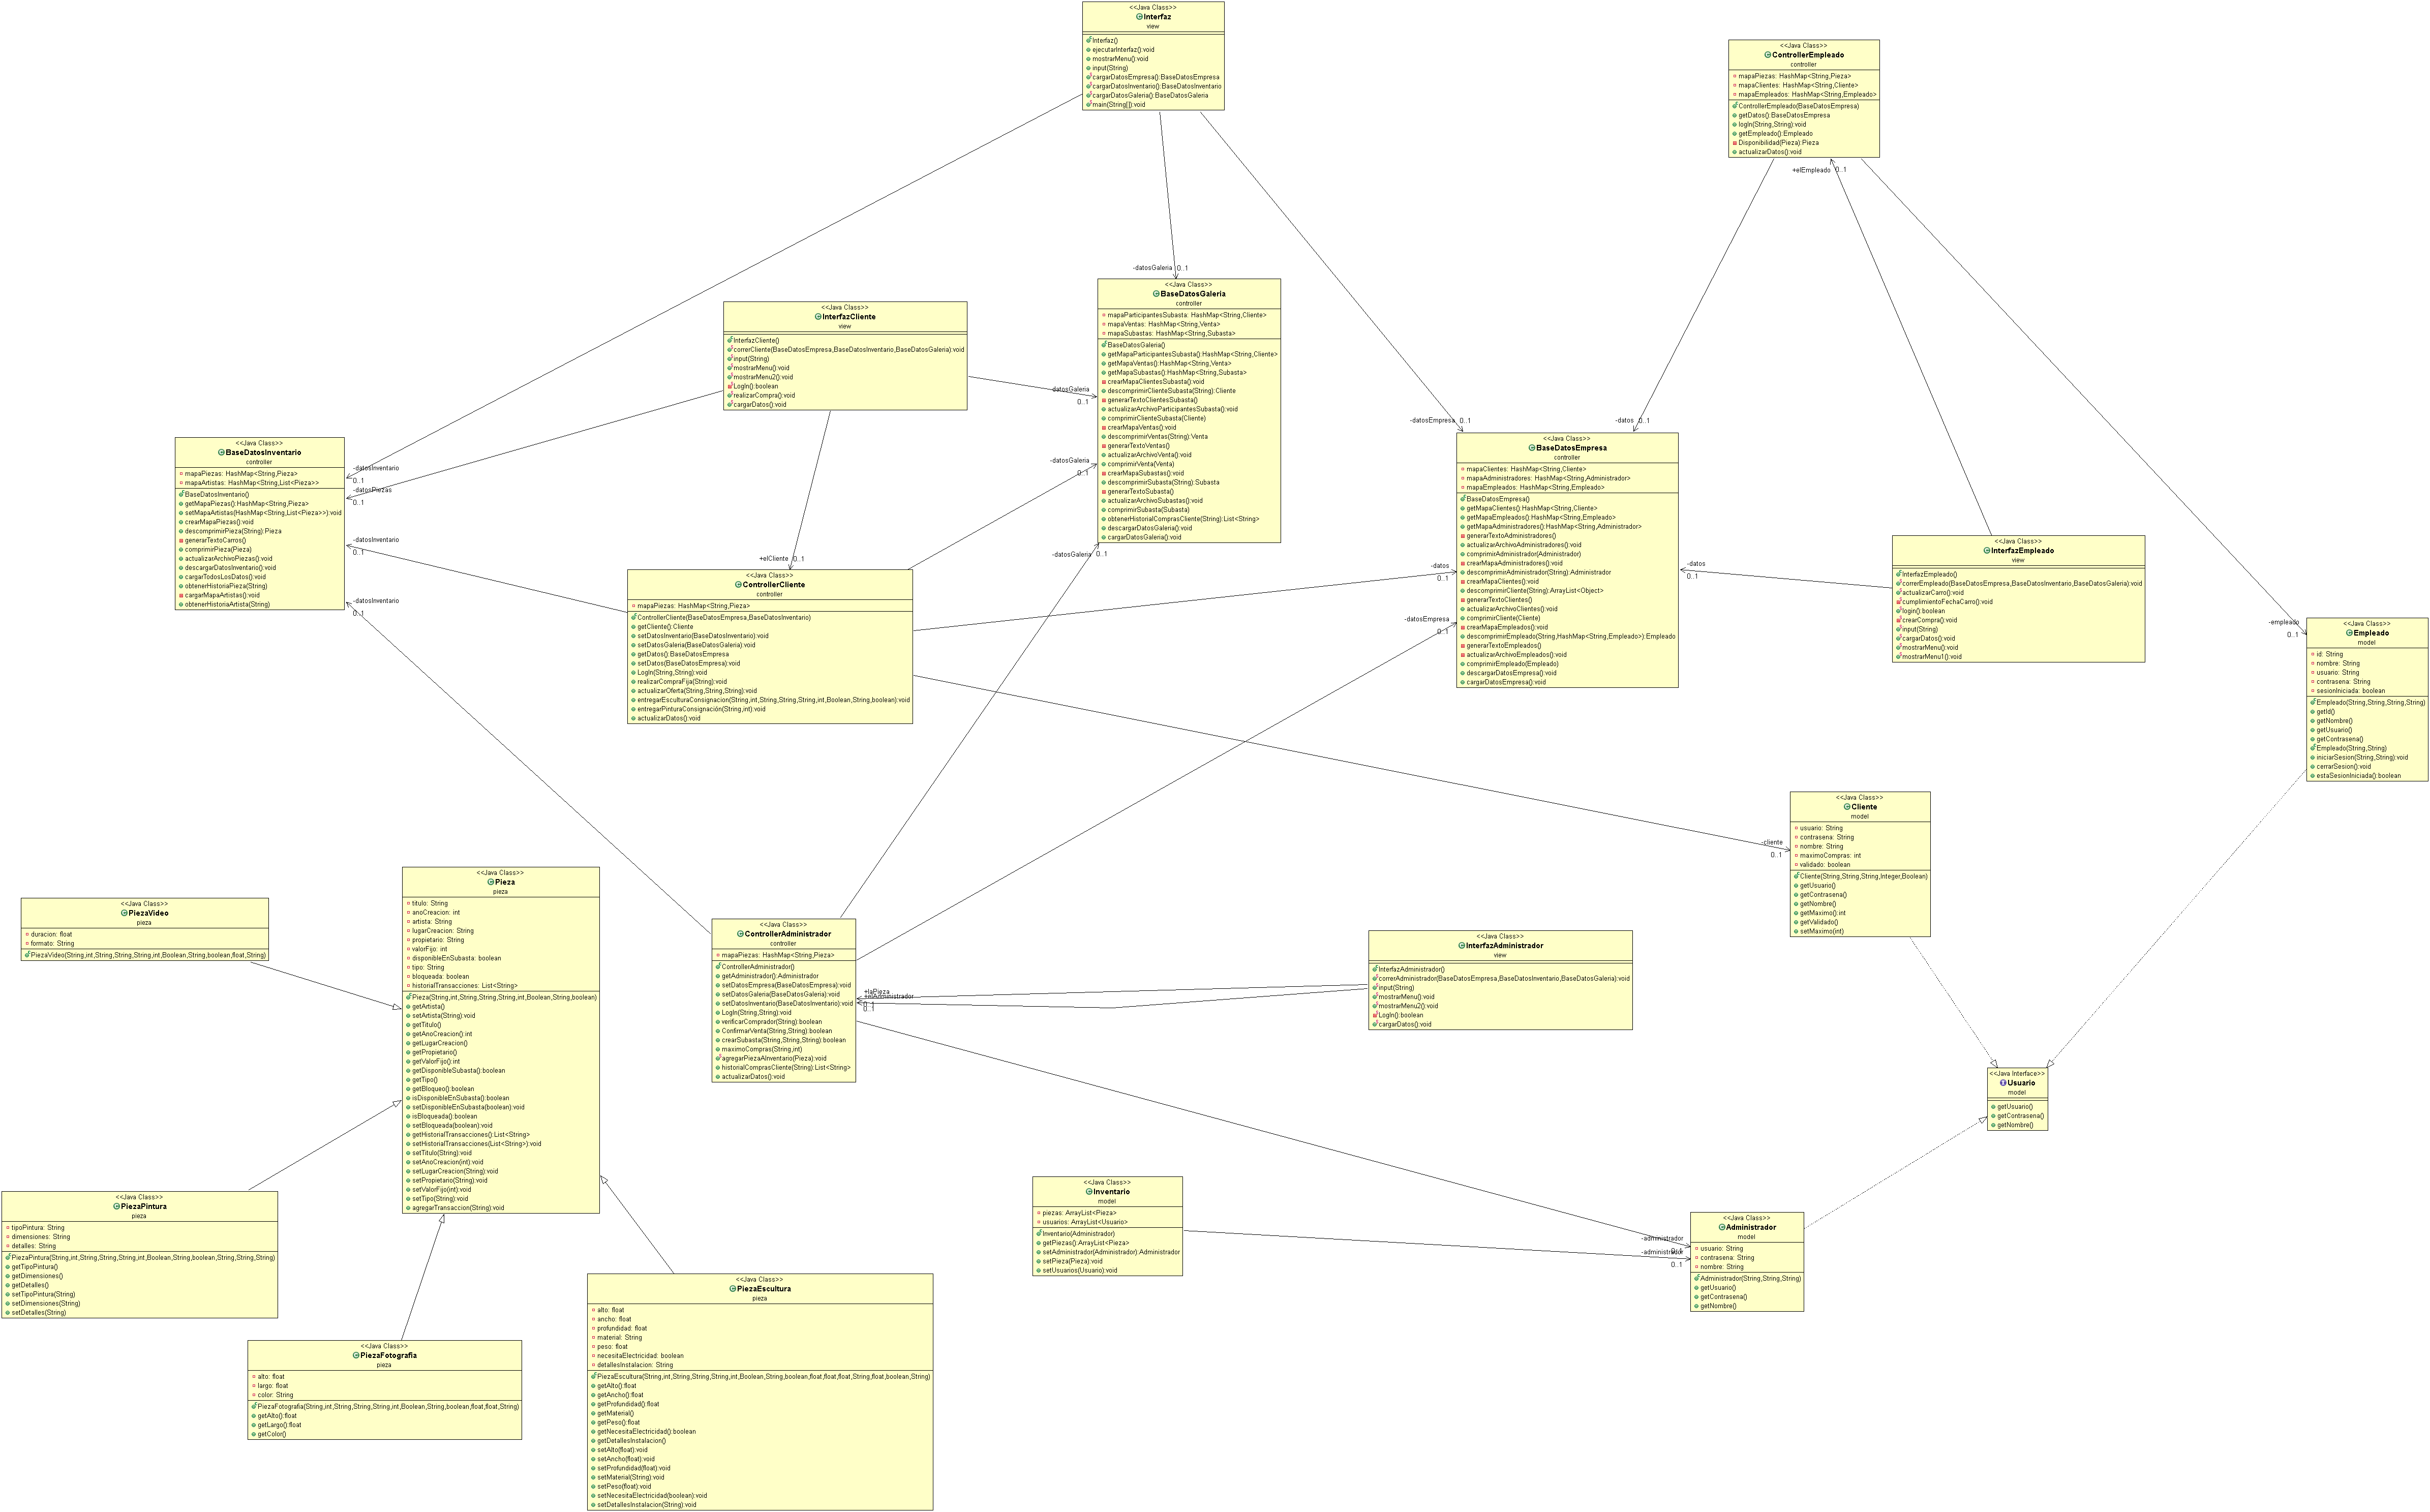 <<Java Class>>
Interfaz
view
Interfaz()
ejecutarInterfaz():void
mostrarMenu():void
input(String)
cargarDatosEmpresa():BaseDatosEmpresa
cargarDatosInventario():BaseDatosInventario
cargarDatosGaleria():BaseDatosGaleria
main(String[]):void
<<Java Class>>
ControllerEmpleado
controller
mapaPiezas: HashMap<String,Pieza>
mapaClientes: HashMap<String,Cliente>
mapaEmpleados: HashMap<String,Empleado>
ControllerEmpleado(BaseDatosEmpresa)
getDatos():BaseDatosEmpresa
logIn(String,String):void
getEmpleado():Empleado
Disponibilidad(Pieza):Pieza
actualizarDatos():void
+elEmpleado 0..1
-datosGaleria 0..1
<<Java Class>>
BaseDatosGaleria
controller
mapaParticipantesSubasta: HashMap<String,Cliente>
mapaVentas: HashMap<String,Venta>
mapaSubastas: HashMap<String,Subasta>
BaseDatosGaleria()
getMapaParticipantesSubasta():HashMap<String,Cliente>
getMapaVentas():HashMap<String,Venta>
getMapaSubastas():HashMap<String,Subasta>
crearMapaClientesSubasta():void
descomprimirClienteSubasta(String):Cliente
generarTextoClientesSubasta()
actualizarArchivoParticipantesSubasta():void
comprimirClienteSubasta(Cliente)
crearMapaVentas():void
descomprimirVentas(String):Venta
generarTextoVentas()
actualizarArchivoVenta():void
comprimirVenta(Venta)
crearMapaSubastas():void
descomprimirSubasta(String):Subasta
generarTextoSubasta()
actualizarArchivoSubastas():void
comprimirSubasta(Subasta)
obtenerHistorialComprasCliente(String):List<String>
descargarDatosGaleria():void
cargarDatosGaleria():void
<<Java Class>>
InterfazCliente
view
InterfazCliente()
correrCliente(BaseDatosEmpresa,BaseDatosInventario,BaseDatosGaleria):void
input(String)
mostrarMenu():void
mostrarMenu2():void
LogIn():boolean
realizarCompra():void
cargarDatos():void
-datosGaleria
0..1
-datosEmpresa 0..1
-datos 0..1
<<Java Class>>
BaseDatosInventario
controller
mapaPiezas: HashMap<String,Pieza>
mapaArtistas: HashMap<String,List<Pieza>>
BaseDatosInventario()
getMapaPiezas():HashMap<String,Pieza>
setMapaArtistas(HashMap<String,List<Pieza>>):void
crearMapaPiezas():void
descomprimirPieza(String):Pieza
generarTextoCarros()
comprimirPieza(Pieza)
actualizarArchivoPiezas():void
descargarDatosInventario():void
cargarTodosLosDatos():void
obtenerHistoriaPieza(String)
cargarMapaArtistas():void
obtenerHistoriaArtista(String)
-datosInventario
0..1
-datosPiezas
0..1
-datosInventario
0..1
-datosInventario
0..1
-datosGaleria
0..1
-datosGaleria 0..1
<<Java Class>>
BaseDatosEmpresa
controller
mapaClientes: HashMap<String,Cliente>
mapaAdministradores: HashMap<String,Administrador>
mapaEmpleados: HashMap<String,Empleado>
BaseDatosEmpresa()
getMapaClientes():HashMap<String,Cliente>
getMapaEmpleados():HashMap<String,Empleado>
getMapaAdministradores():HashMap<String,Administrador>
generarTextoAdministradores()
actualizarArchivoAdministradores():void
comprimirAdministrador(Administrador)
crearMapaAdministradores():void
descomprimirAdministrador(String):Administrador
crearMapaClientes():void
descomprimirCliente(String):ArrayList<Object>
generarTextoClientes()
actualizarArchivoClientes():void
comprimirCliente(Cliente)
crearMapaEmpleados():void
descomprimirEmpleado(String,HashMap<String,Empleado>):Empleado
generarTextoEmpleados()
actualizarArchivoEmpleados():void
comprimirEmpleado(Empleado)
descargarDatosEmpresa():void
cargarDatosEmpresa():void
-datos
0..1
-datosEmpresa
0..1
-datos
0..1
<<Java Class>>
InterfazEmpleado
view
InterfazEmpleado()
correrEmpleado(BaseDatosEmpresa,BaseDatosInventario,BaseDatosGaleria):void
actualizarCarro():void
cumplimientoFechaCarro():void
login():boolean
crearCompra():void
input(String)
cargarDatos():void
mostrarMenu():void
mostrarMenu1():void
+elCliente 0..1
<<Java Class>>
ControllerCliente
controller
mapaPiezas: HashMap<String,Pieza>
ControllerCliente(BaseDatosEmpresa,BaseDatosInventario)
getCliente():Cliente
setDatosInventario(BaseDatosInventario):void
setDatosGaleria(BaseDatosGaleria):void
getDatos():BaseDatosEmpresa
setDatos(BaseDatosEmpresa):void
LogIn(String,String):void
realizarCompraFija(String):void
actualizarOferta(String,String,String):void
entregarEsculturaConsignacion(String,int,String,String,String,int,Boolean,String,boolean):void
entregarPinturaConsignación(String,int):void
actualizarDatos():void
-empleado
0..1
<<Java Class>>
Empleado
model
id: String
nombre: String
usuario: String
contrasena: String
sesionIniciada: boolean
Empleado(String,String,String,String)
getId()
getNombre()
getUsuario()
getContrasena()
Empleado(String,String)
iniciarSesion(String,String):void
cerrarSesion():void
estaSesionIniciada():boolean
-cliente
0..1
<<Java Class>>
Cliente
model
usuario: String
contrasena: String
nombre: String
maximoCompras: int
validado: boolean
Cliente(String,String,String,Integer,Boolean)
getUsuario()
getContrasena()
getNombre()
getMaximo():int
getValidado()
setMaximo(int)
<<Java Class>>
PiezaVideo
pieza
duracion: float
formato: String
PiezaVideo(String,int,String,String,String,int,Boolean,String,boolean,float,String)
<<Java Class>>
Pieza
pieza
titulo: String
anoCreacion: int
artista: String
lugarCreacion: String
propietario: String
valorFijo: int
disponibleEnSubasta: boolean
tipo: String
bloqueada: boolean
historialTransacciones: List<String>
Pieza(String,int,String,String,String,int,Boolean,String,boolean)
getArtista()
setArtista(String):void
getTitulo()
getAnoCreacion():int
getLugarCreacion()
getPropietario()
getValorFijo():int
getDisponibleSubasta():boolean
getTipo()
getBloqueo():boolean
isDisponibleEnSubasta():boolean
setDisponibleEnSubasta(boolean):void
isBloqueada():boolean
setBloqueada(boolean):void
getHistorialTransacciones():List<String>
setHistorialTransacciones(List<String>):void
setTitulo(String):void
setAnoCreacion(int):void
setLugarCreacion(String):void
setPropietario(String):void
setValorFijo(int):void
setTipo(String):void
agregarTransaccion(String):void
<<Java Class>>
ControllerAdministrador
controller
mapaPiezas: HashMap<String,Pieza>
ControllerAdministrador()
getAdministrador():Administrador
setDatosEmpresa(BaseDatosEmpresa):void
setDatosGaleria(BaseDatosGaleria):void
setDatosInventario(BaseDatosInventario):void
LogIn(String,String):void
verificarComprador(String):boolean
ConfirmarVenta(String,String):boolean
crearSubasta(String,String,String):boolean
maximoCompras(String,int)
agregarPiezaAInventario(Pieza):void
historialComprasCliente(String):List<String>
actualizarDatos():void
+laPieza
0..1
<<Java Class>>
InterfazAdministrador
view
InterfazAdministrador()
correrAdministrador(BaseDatosEmpresa,BaseDatosInventario,BaseDatosGaleria):void
input(String)
mostrarMenu():void
mostrarMenu2():void
LogIn():boolean
cargarDatos():void
<<Java Interface>>
Usuario
model
getUsuario()
getContrasena()
getNombre()
<<Java Class>>
PiezaPintura
pieza
tipoPintura: String
dimensiones: String
detalles: String
PiezaPintura(String,int,String,String,String,int,Boolean,String,boolean,String,String,String)
getTipoPintura()
getDimensiones()
getDetalles()
setTipoPintura(String)
setDimensiones(String)
setDetalles(String)
<<Java Class>>
Inventario
model
piezas: ArrayList<Pieza>
usuarios: ArrayList<Usuario>
Inventario(Administrador)
getPiezas():ArrayList<Pieza>
setAdministrador(Administrador):Administrador
setPieza(Pieza):void
setUsuarios(Usuario):void
-administrador
-administrador
0..1
<<Java Class>>
Administrador
model
usuario: String
contrasena: String
nombre: String
Administrador(String,String,String)
getUsuario()
getContrasena()
getNombre()
<<Java Class>>
PiezaFotografia
pieza
alto: float
largo: float
color: String
PiezaFotografia(String,int,String,String,String,int,Boolean,String,boolean,float,float,String)
getAlto():float
getLargo():float
getColor()
<<Java Class>>
PiezaEscultura
pieza
alto: float
ancho: float
profundidad: float
material: String
peso: float
necesitaElectricidad: boolean
detallesInstalacion: String
PiezaEscultura(String,int,String,String,String,int,Boolean,String,boolean,float,float,float,String,float,boolean,String)
getAlto():float
getAncho():float
getProfundidad():float
getMaterial()
getPeso():float
getNecesitaElectricidad():boolean
getDetallesInstalacion()
setAlto(float):void
setAncho(float):void
setProfundidad(float):void
setMaterial(String):void
setPeso(float):void
setNecesitaElectricidad(boolean):void
setDetallesInstalacion(String):void